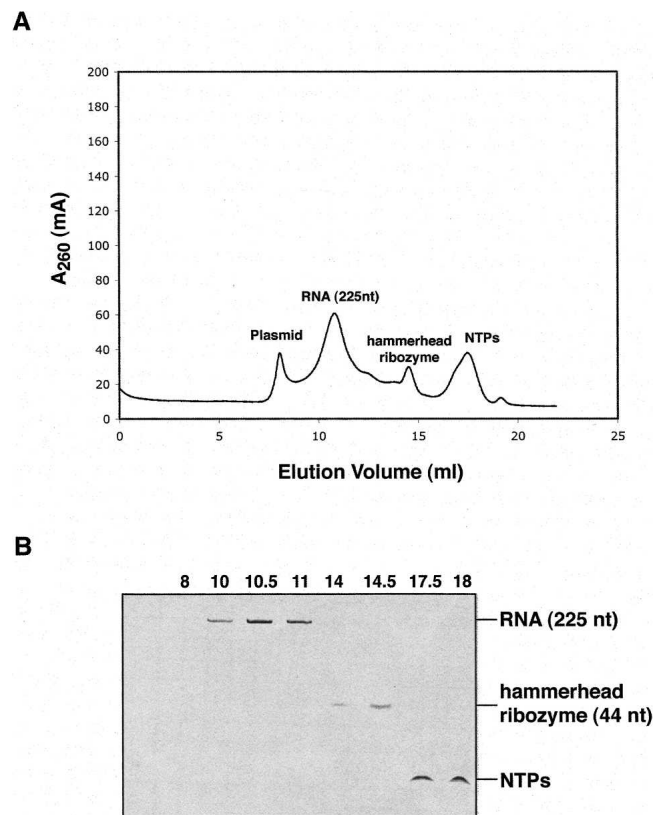 A
200
180
160
140
120
100
80
60
40
20
0
A260 (mA)
Plasmid
RNA (225nt)
hammerhead
ribozyme
NTPs
0 5 10 15 20 25
Elution Volume (ml)
B
8 10 10.5 11 14 14.5 17.5 18
RNA (225 nt)
hammerhead
ribozyme (44 nt)
NTPs